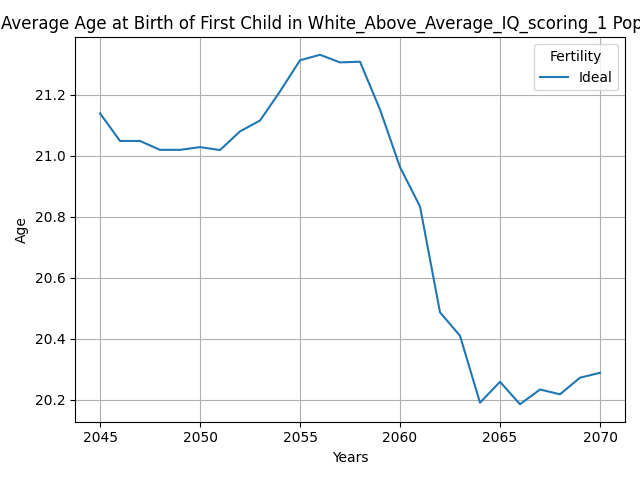 Average Age at Birth of First Child in White_Above_Average_IQ_scoring_1 Pop
Fertility
Ideal
21.2
21.0
20.8
20.6
20.4
20.2
Age
2045 2050 2055 2060 2065 2070
Years